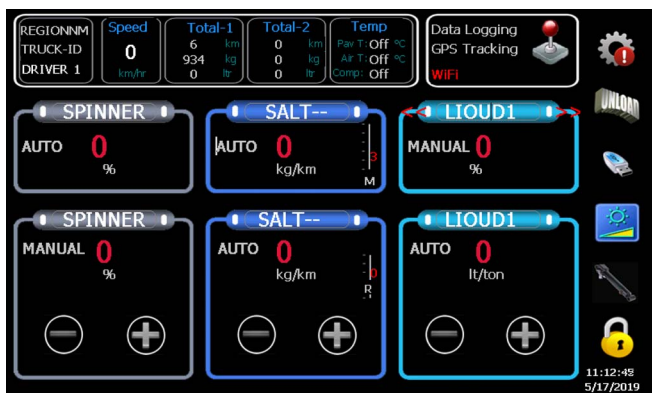 REGIONNM
TRUCK-ID
DRIVER 1
Speed
0
km/hr
Total-1
6 km
934 kg
0 ltr
Total-2
0 km
0 kg
0 ltr
Temp
Pav T: Off °C
Air T: Off °C
Comp: Off
Data Logging
GPS Tracking
WiFi
UNLOAD
SPINNER
AUTO 0
%
SALT--
AUTO 0
kg/km
3
M
<< LIOUD1 >>
MANUAL 0
%
SPINNER
MANUAL 0
%
SALT--
AUTO 0
kg/km
0
R
LIOUD1
AUTO 0
lt/ton
11:12:49
5/17/2019